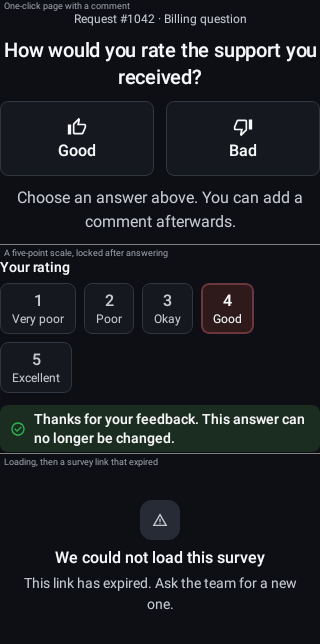 One-click page with a comment
Request #1042 · Billing question
How would you rate the support you
received?
Good
Bad
Choose an answer above. You can add a
comment afterwards.
A five-point scale, locked after answering
Your rating
1
Very poor
2
Poor
3
Okay
4
Good
5
Excellent
Thanks for your feedback. This answer can
no longer be changed.
Loading, then a survey link that expired
We could not load this survey
This link has expired. Ask the team for a new
one.